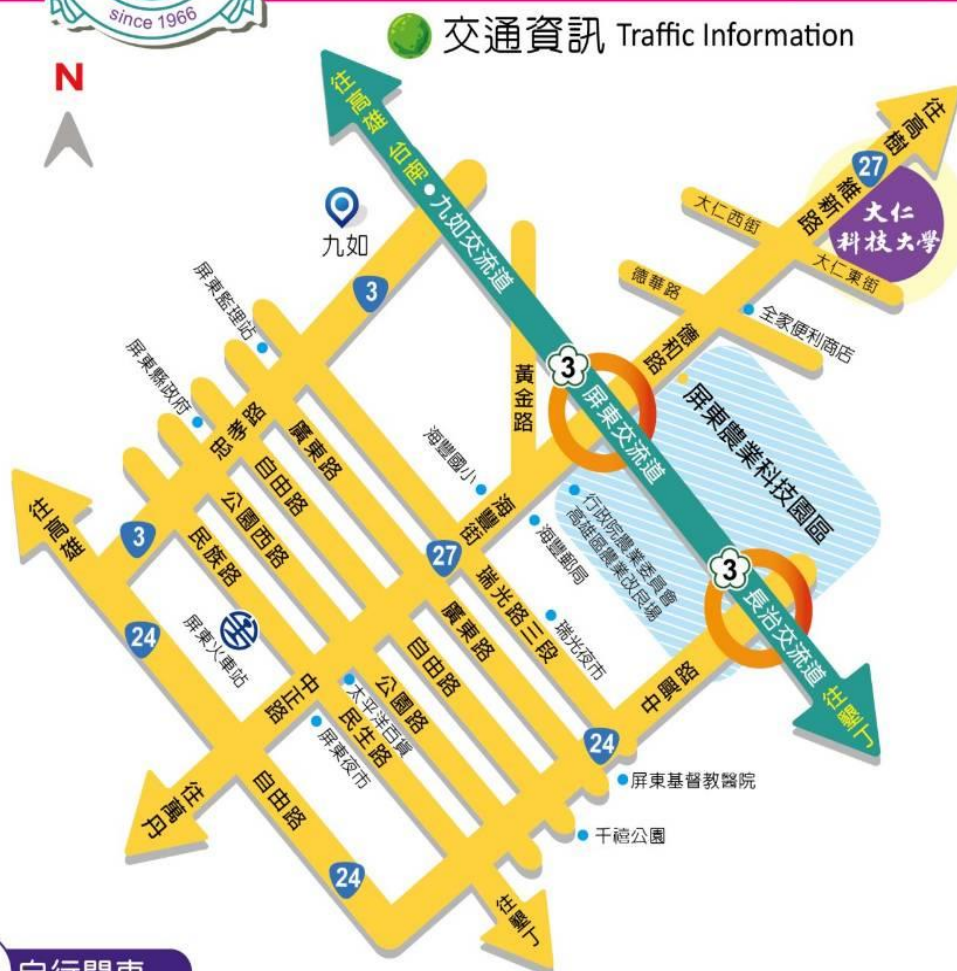 since 1966
交通資訊 Traffic Information
N
往高雄 台南
九如交流道
3
屏東交流道
3
長治交流道
往墾丁
往高樹
27
維新路
大仁
科技大學
大仁西街
大仁東街
德華路
全家便利商店
德和路
屏東農業科技園區
九如
3
屏東監理站
屏東縣政府
忠孝路
黃金路
海豐國小
海豐街
海豐郵局
行政院農業委員會
高雄區農業改良場
27
廣東路
自由路
公園西路
民族路
往高雄
3
24
屏東火車站
瑞光路三段
瑞光夜市
廣東路
自由路
公園路
太平洋百貨
民生路
屏東夜市
中正路
往萬丹
自由路
24
中興路
24
屏東基督教醫院
千禧公園
往墾丁
自行開車